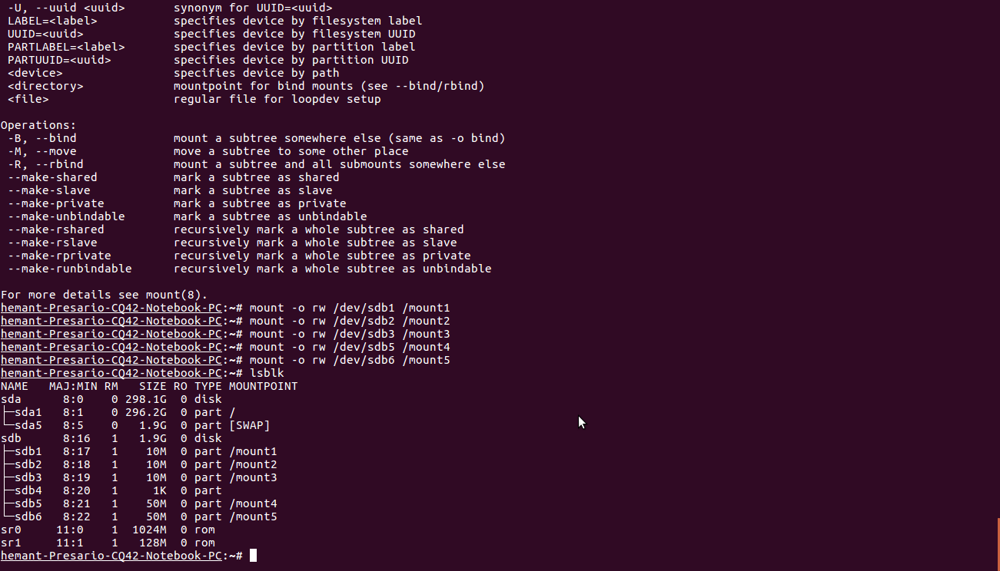 -U, --uuid <uuid>       synonym for UUID=<uuid>
 LABEL=<label>           specifies device by filesystem label
 UUID=<uuid>             specifies device by filesystem UUID
 PARTLABEL=<label>       specifies device by partition label
 PARTUUID=<uuid>         specifies device by partition UUID
 <device>                specifies device by path
 <directory>             mountpoint for bind mounts (see --bind/rbind)
 <file>                  regular file for loopdev setup

Operations:
 -B, --bind              mount a subtree somewhere else (same as -o bind)
 -M, --move              move a subtree to some other place
 -R, --rbind             mount a subtree and all submounts somewhere else
 --make-shared           mark a subtree as shared
 --make-slave            mark a subtree as slave
 --make-private          mark a subtree as private
 --make-unbindable       mark a subtree as unbindable
 --make-rshared          recursively mark a whole subtree as shared
 --make-rslave           recursively mark a whole subtree as slave
 --make-rprivate         recursively mark a whole subtree as private
 --make-runbindable      recursively mark a whole subtree as unbindable

For more details see mount(8).
hemant-Presario-CQ42-Notebook-PC:~# mount -o rw /dev/sdb1 /mount1
hemant-Presario-CQ42-Notebook-PC:~# mount -o rw /dev/sdb2 /mount2
hemant-Presario-CQ42-Notebook-PC:~# mount -o rw /dev/sdb3 /mount3
hemant-Presario-CQ42-Notebook-PC:~# mount -o rw /dev/sdb5 /mount4
hemant-Presario-CQ42-Notebook-PC:~# mount -o rw /dev/sdb6 /mount5
hemant-Presario-CQ42-Notebook-PC:~# lsblk
NAME   MAJ:MIN RM   SIZE RO TYPE MOUNTPOINT
sda      8:0    0 298.1G  0 disk
├─sda1   8:1    0 296.2G  0 part /
└─sda5   8:5    0   1.9G  0 part [SWAP]
sdb      8:16   1   1.9G  0 disk
├─sdb1   8:17   1    10M  0 part /mount1
├─sdb2   8:18   1    10M  0 part /mount2
├─sdb3   8:19   1    10M  0 part /mount3
├─sdb4   8:20   1     1K  0 part
├─sdb5   8:21   1    50M  0 part /mount4
└─sdb6   8:22   1    50M  0 part /mount5
sr0     11:0    1  1024M  0 rom
sr1     11:1    1   128M  0 rom
hemant-Presario-CQ42-Notebook-PC:~#